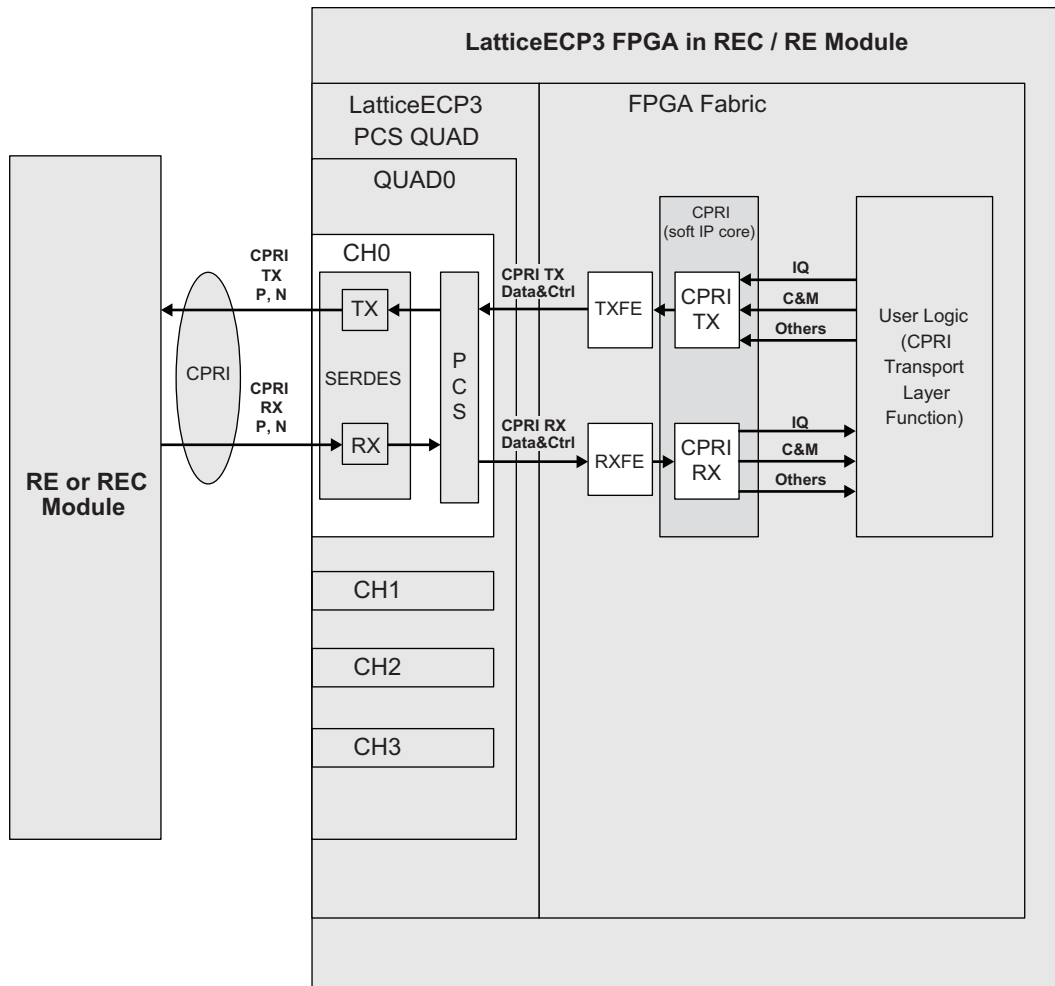 LatticeECP3 FPGA in REC / RE Module
LatticeECP3
PCS QUAD
FPGA Fabric
QUAD0
CH0
CPRI
TX
P, N
TX
SERDES
RX
PCS
CPRI
CPRI
RX
P, N
RE or REC
Module
CPRI TX
Data&Ctrl
CPRI RX
Data&Ctrl
TXFE
RXFE
CPRI
(soft IP core)
CPRI
TX
CPRI
RX
IQ
C&M
Others
IQ
C&M
Others
User Logic
(CPRI
Transport
Layer
Function)
CH1
CH2
CH3